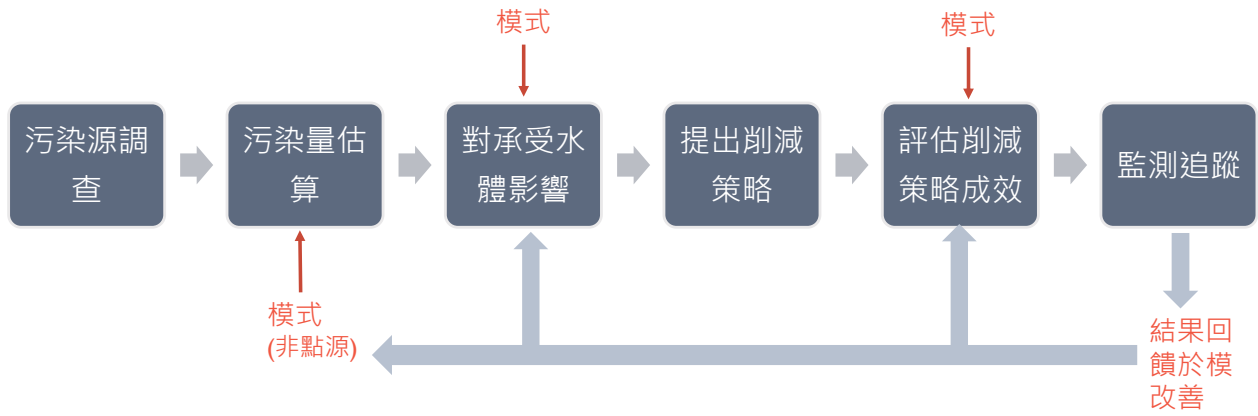 模式
模式
污染源調
查
污染量估
算
對承受水
體影響
提出削減
策略
評估削減
策略成效
監測追蹤
模式
(非點源)
結果回
饋於模
改善